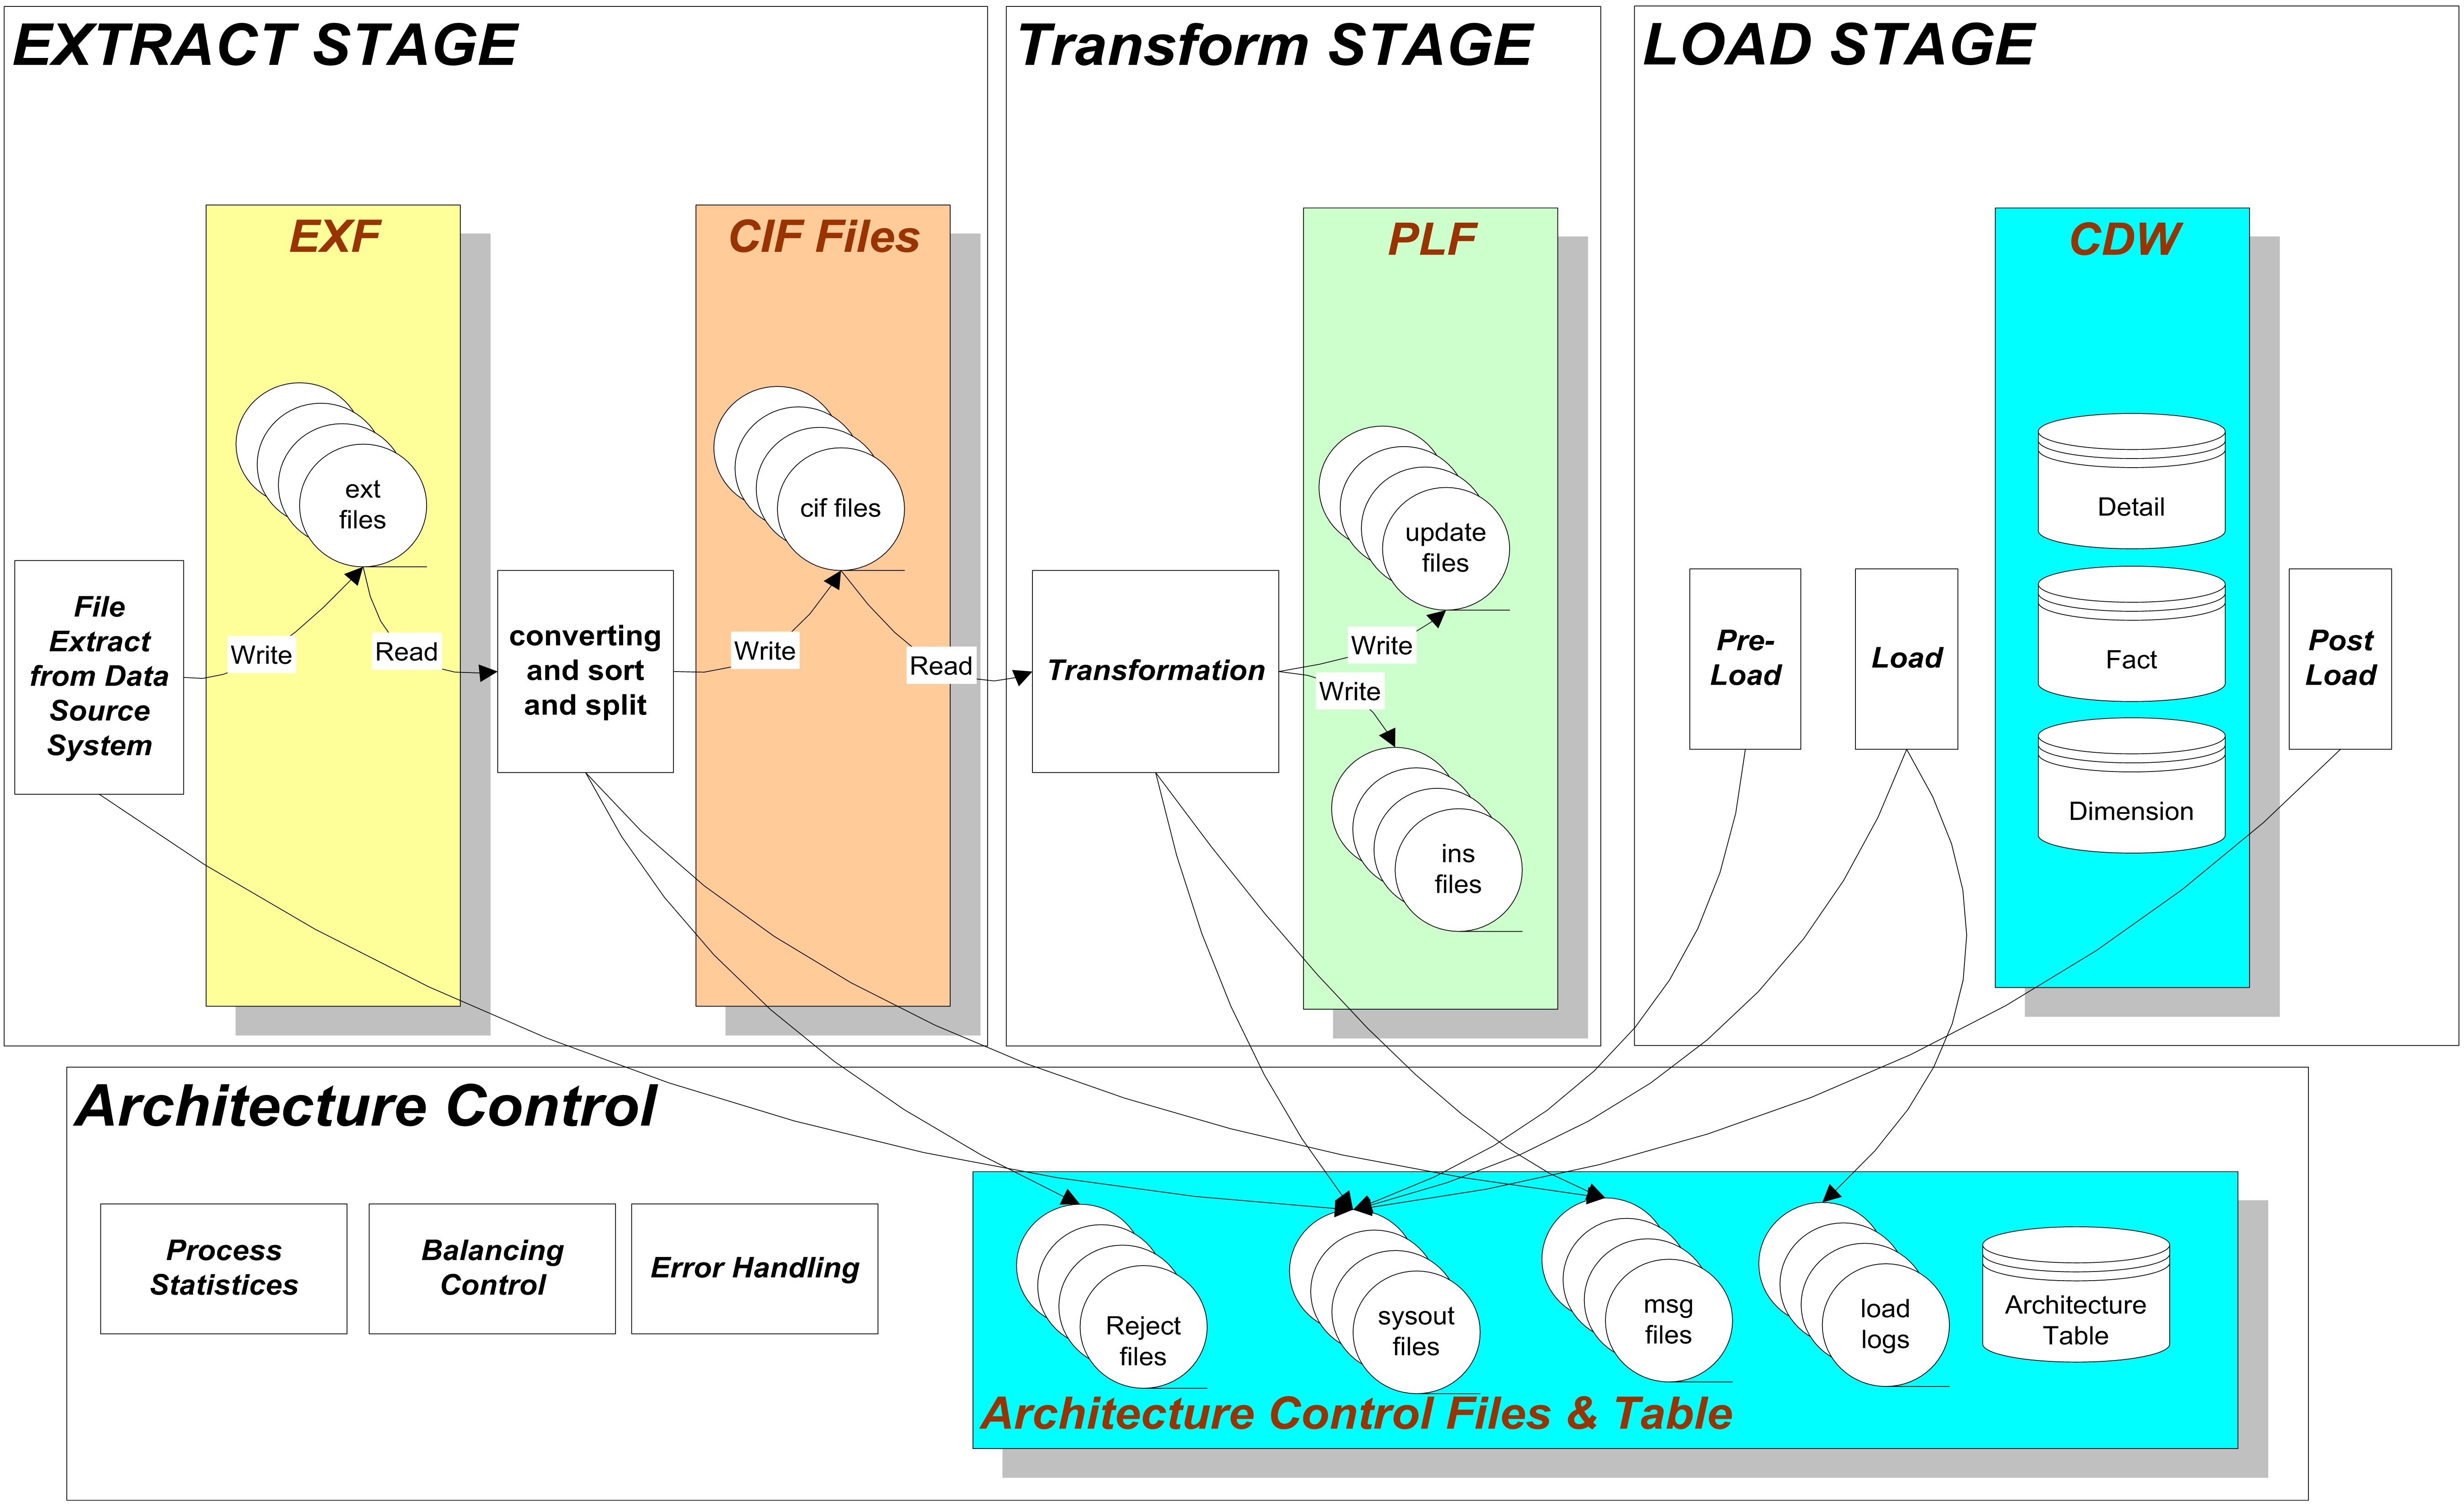 EXTRACT STAGE
Transform STAGE
LOAD STAGE
EXF
CIF Files
PLF
CDW
ext
files
cif files
update
files
Detail
File
Extract
from Data
Source
System
Write
Read
converting
and sort
and split
Write
Read
Transformation
Write
Write
Pre-
Load
Load
Fact
Post
Load
Dimension
ins
files
Architecture Control
Process
Statistices
Balancing
Control
Error Handling
Reject
files
sysout
files
msg
files
load
logs
Architecture
Table
Architecture Control Files & Table